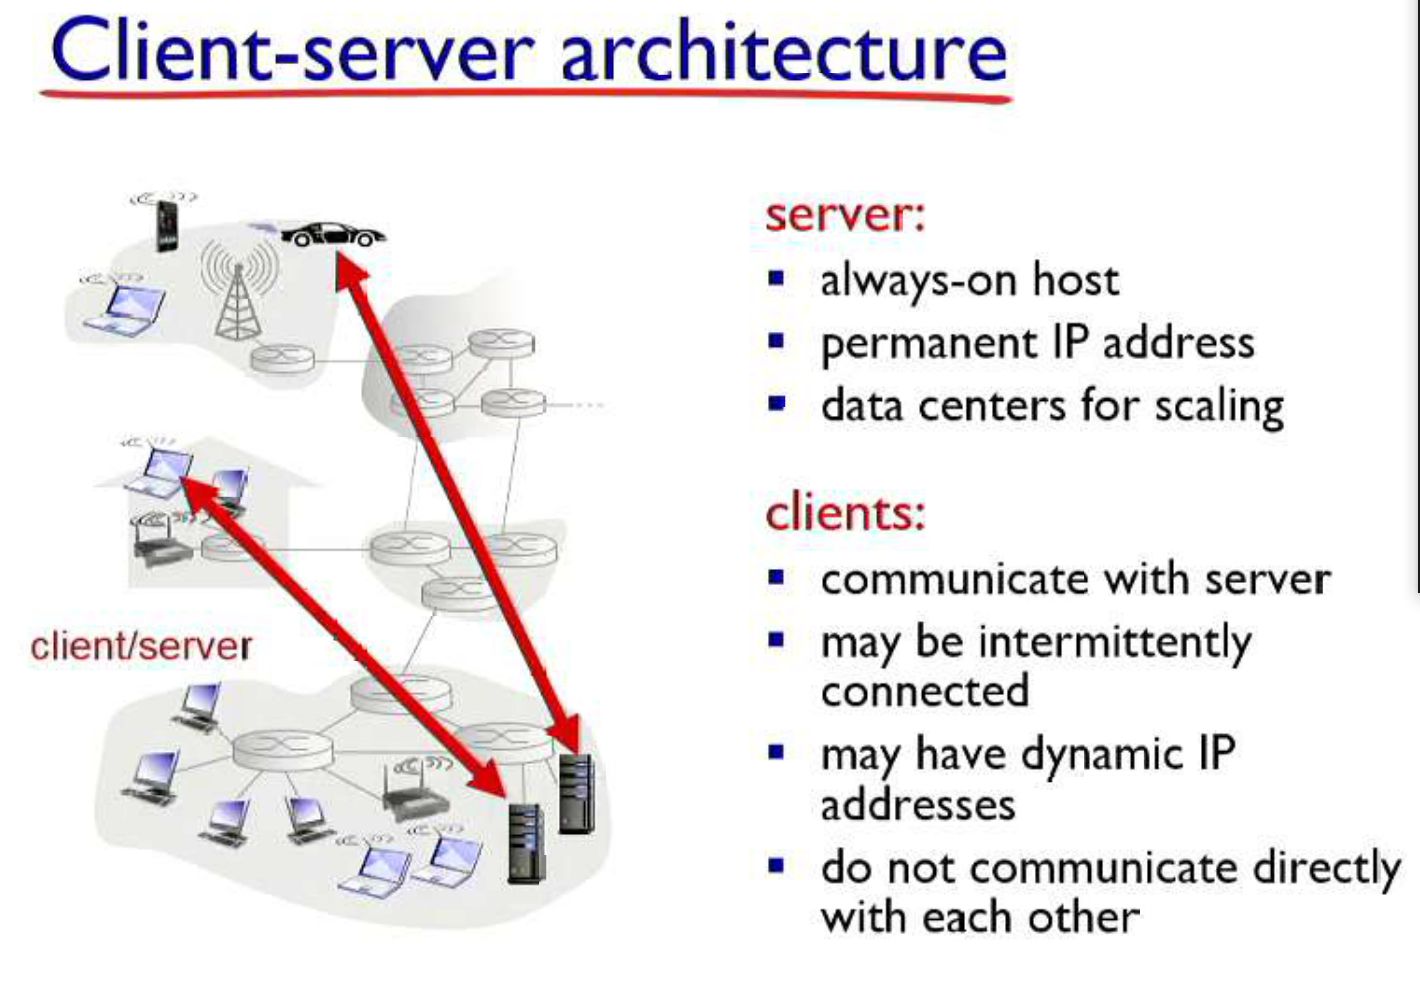 Client-server architecture
server:
always-on host
permanent IP address
data centers for scaling
clients:
communicate with server
may be intermittently
connected
may have dynamic IP
addresses
do not communicate directly
with each other
client/server